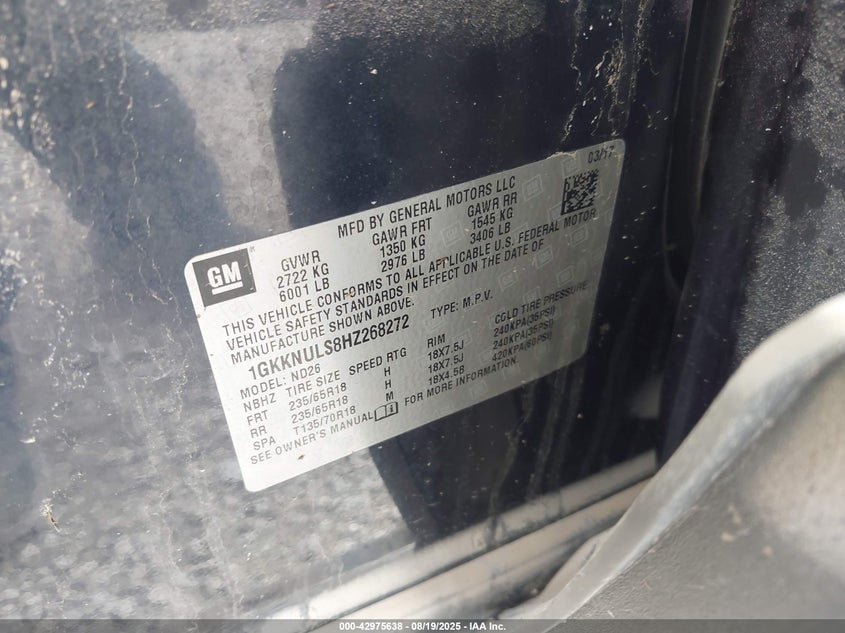 03/17
GM
MFD BY GENERAL MOTORS LLC
GVWR GAWR FRT GAWR RR
2722 KG 1350 KG 1545 KG
6001 LB 2976 LB 3406 LB
THIS VEHICLE CONFORMS TO ALL APPLICABLE U.S. FEDERAL MOTOR
VEHICLE SAFETY STANDARDS IN EFFECT ON THE DATE OF
MANUFACTURE SHOWN ABOVE.
1GKKNULS8HZ268272 TYPE: M.P.V.
MODEL: ND26
NBHZ TIRE SIZE SPEED RTG RIM COLD TIRE PRESSURE
FRT 235/65R18 H 18X7.5J 240KPA(35PSI)
RR 235/65R18 H 18X7.5J 240KPA(35PSI)
SPA T135/70R18 M 18X4.5B 420KPA(60PSI)
SEE OWNER'S MANUAL FOR MORE INFORMATION.
000-42975638 - 08/19/2025 - IAA Inc.